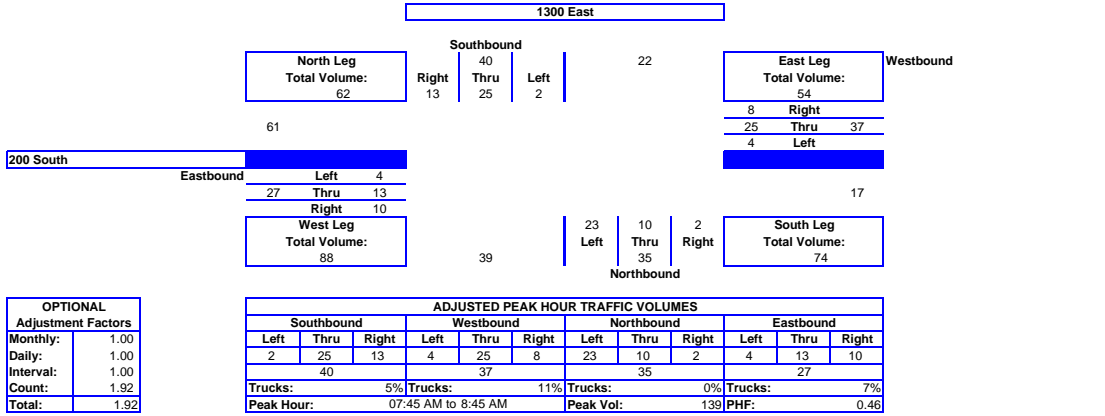 1300 East
Southbound
North Leg 40 22 East Leg Westbound
Total Volume: Right Thru Left Total Volume:
62 13 25 2 54
8 Right
61 25 Thru 37
4 Left
200 South
Eastbound Left 4
27 Thru 13 17
Right 10
West Leg 23 10 2 South Leg
Total Volume: Left Thru Right Total Volume:
88 39 35 74
Northbound
OPTIONAL ADJUSTED PEAK HOUR TRAFFIC VOLUMES
Adjustment Factors Southbound Westbound Northbound Eastbound
Monthly: 1.00 Left Thru Right Left Thru Right Left Thru Right Left Thru Right
Daily: 1.00 2 25 13 4 25 8 23 10 2 4 13 10
Interval: 1.00 40 37 35 27
Count: 1.92 Trucks: 5% Trucks: 11% Trucks: 0% Trucks: 7%
Total: 1.92 Peak Hour: 07:45 AM to 8:45 AM Peak Vol: 139 PHF: 0.46